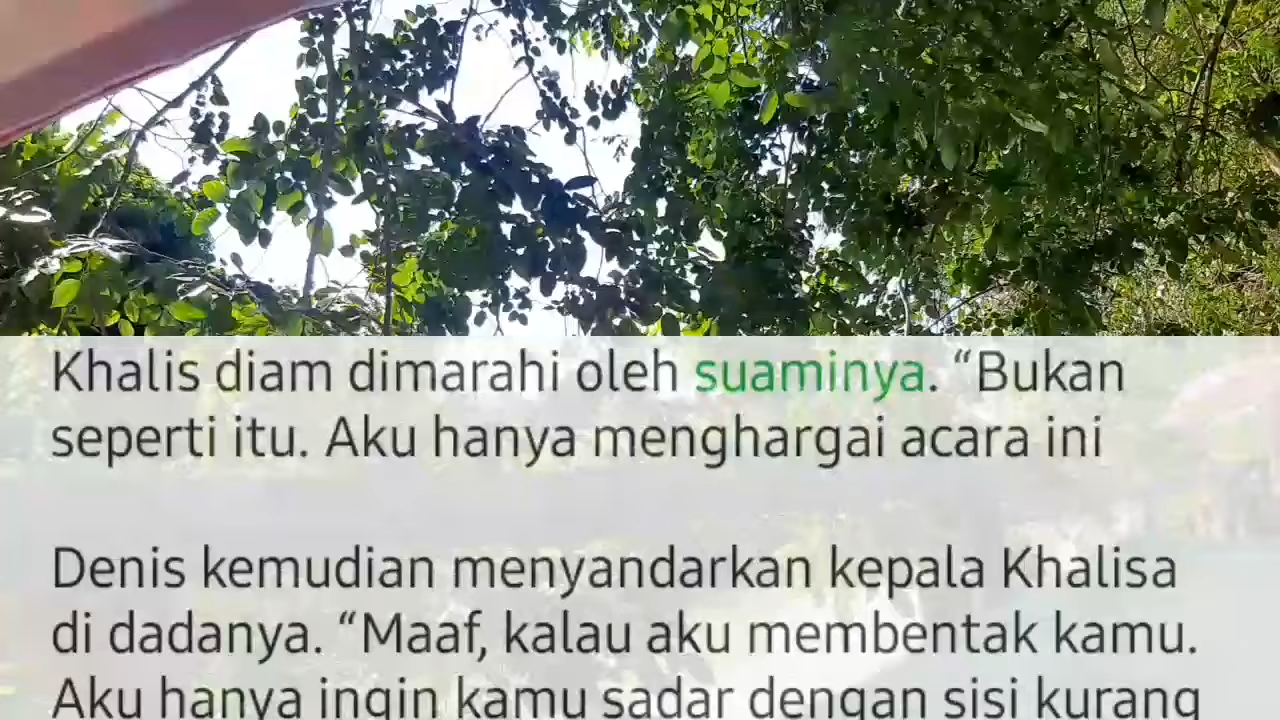 Khalis diam dimarahi oleh suaminya. “Bukan
seperti itu. Aku hanya menghargai acara ini
Denis kemudian menyandarkan kepala Khalisa
di dadanya. “Maaf, kalau aku membentak kamu.
Aku hanya ingin kamu sadar dengan sisi kurang